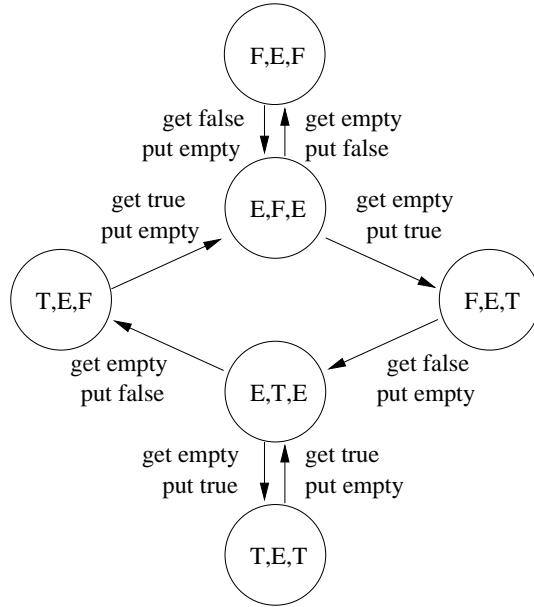 F,E,F
get false
put empty
get empty
put false
E,F,E
get true
put empty
get empty
put true
T,E,F
F,E,T
get empty
put false
E,T,E
get false
put empty
get empty
put true
get true
put empty
T,E,T